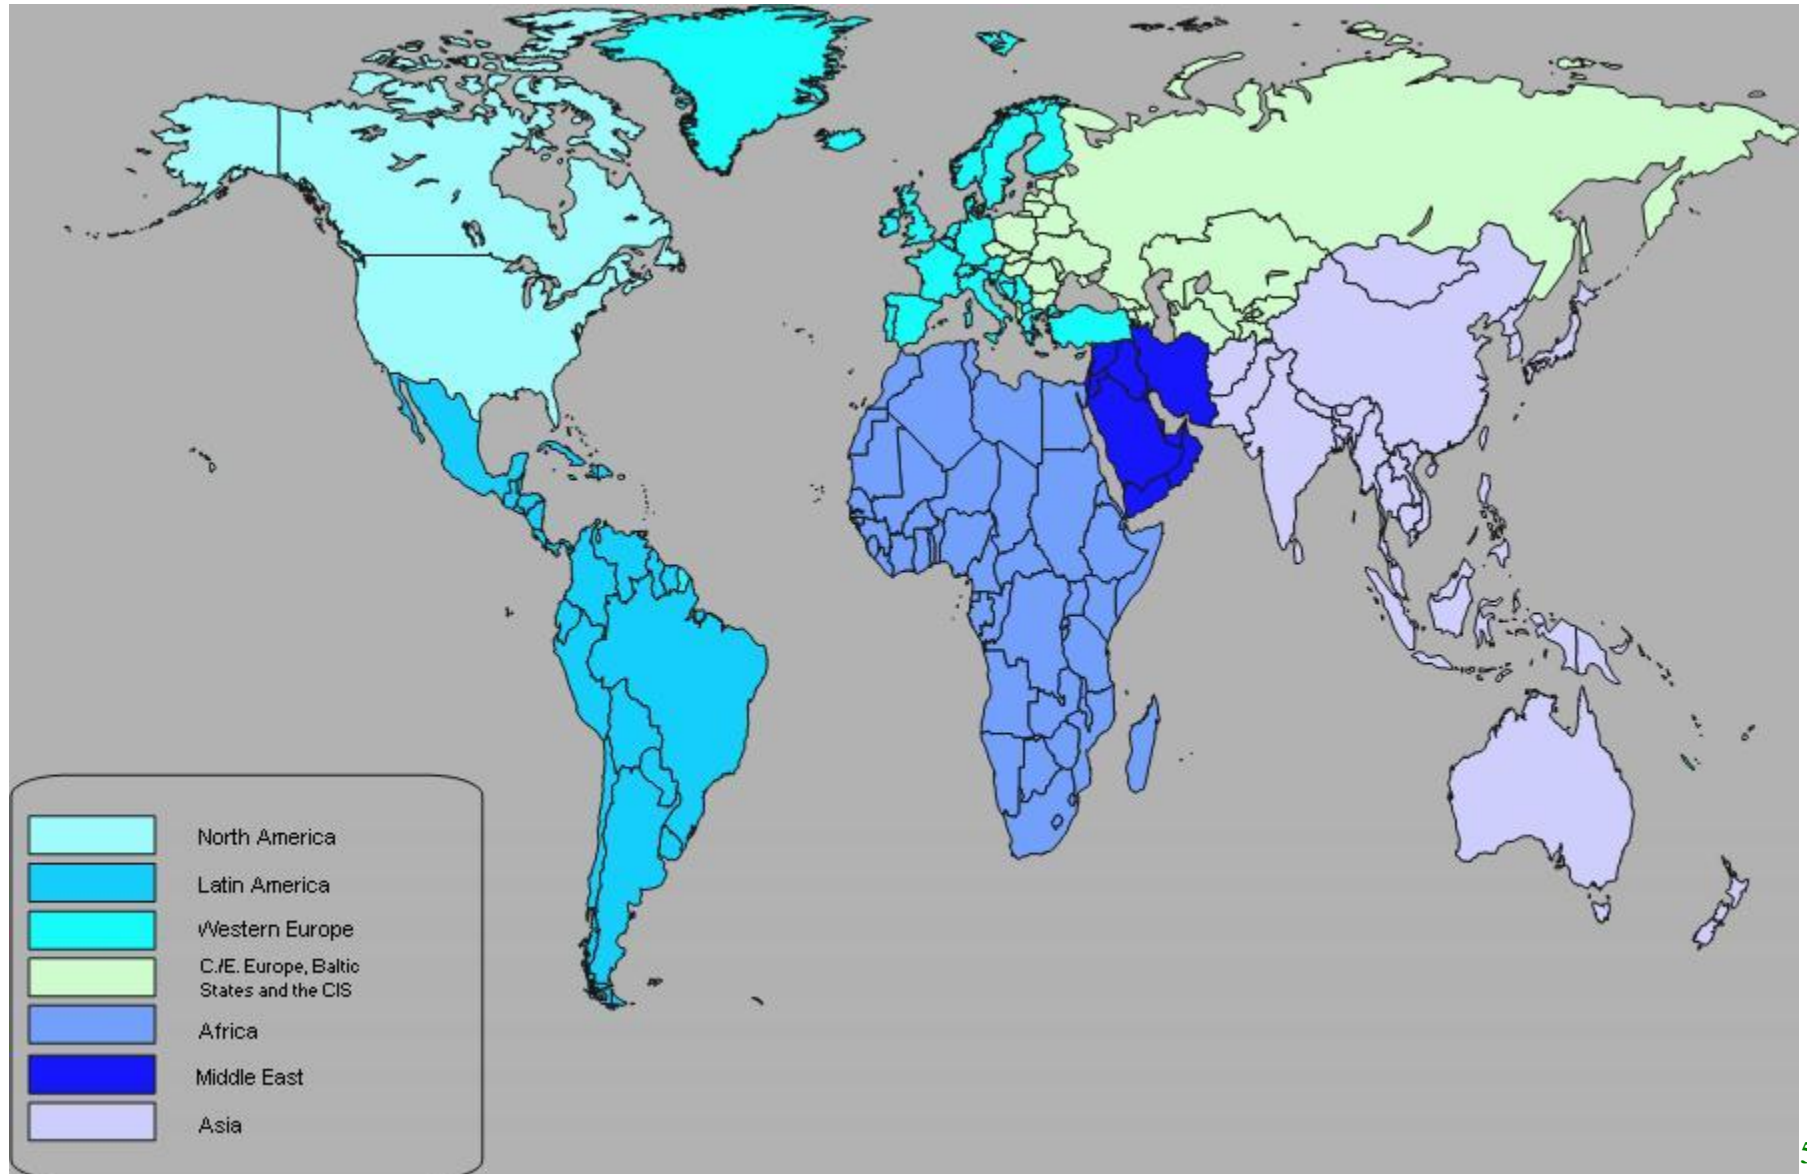 North America
Latin America
Western Europe
C./E. Europe, Baltic
States and the CIS
Africa
Middle East
Asia